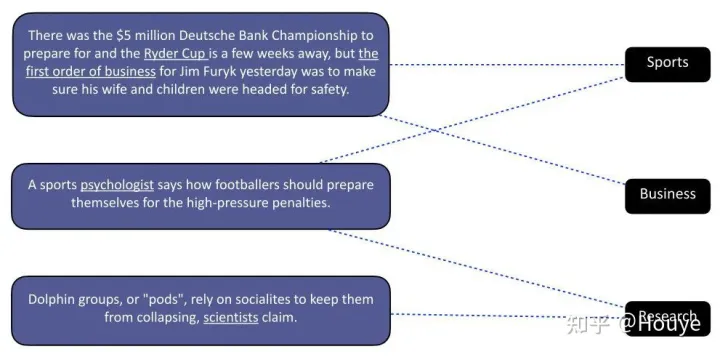 There was the $5 million Deutsche Bank Championship to
prepare for and the Ryder Cup is a few weeks away, but the
first order of business for Jim Furyk yesterday was to make
sure his wife and children were headed for safety.
Sports
A sports psychologist says how footballers should prepare
themselves for the high-pressure penalties.
Business
Dolphin groups, or "pods", rely on socialites to keep them
from collapsing, scientists claim.
Research
知乎 @Houye